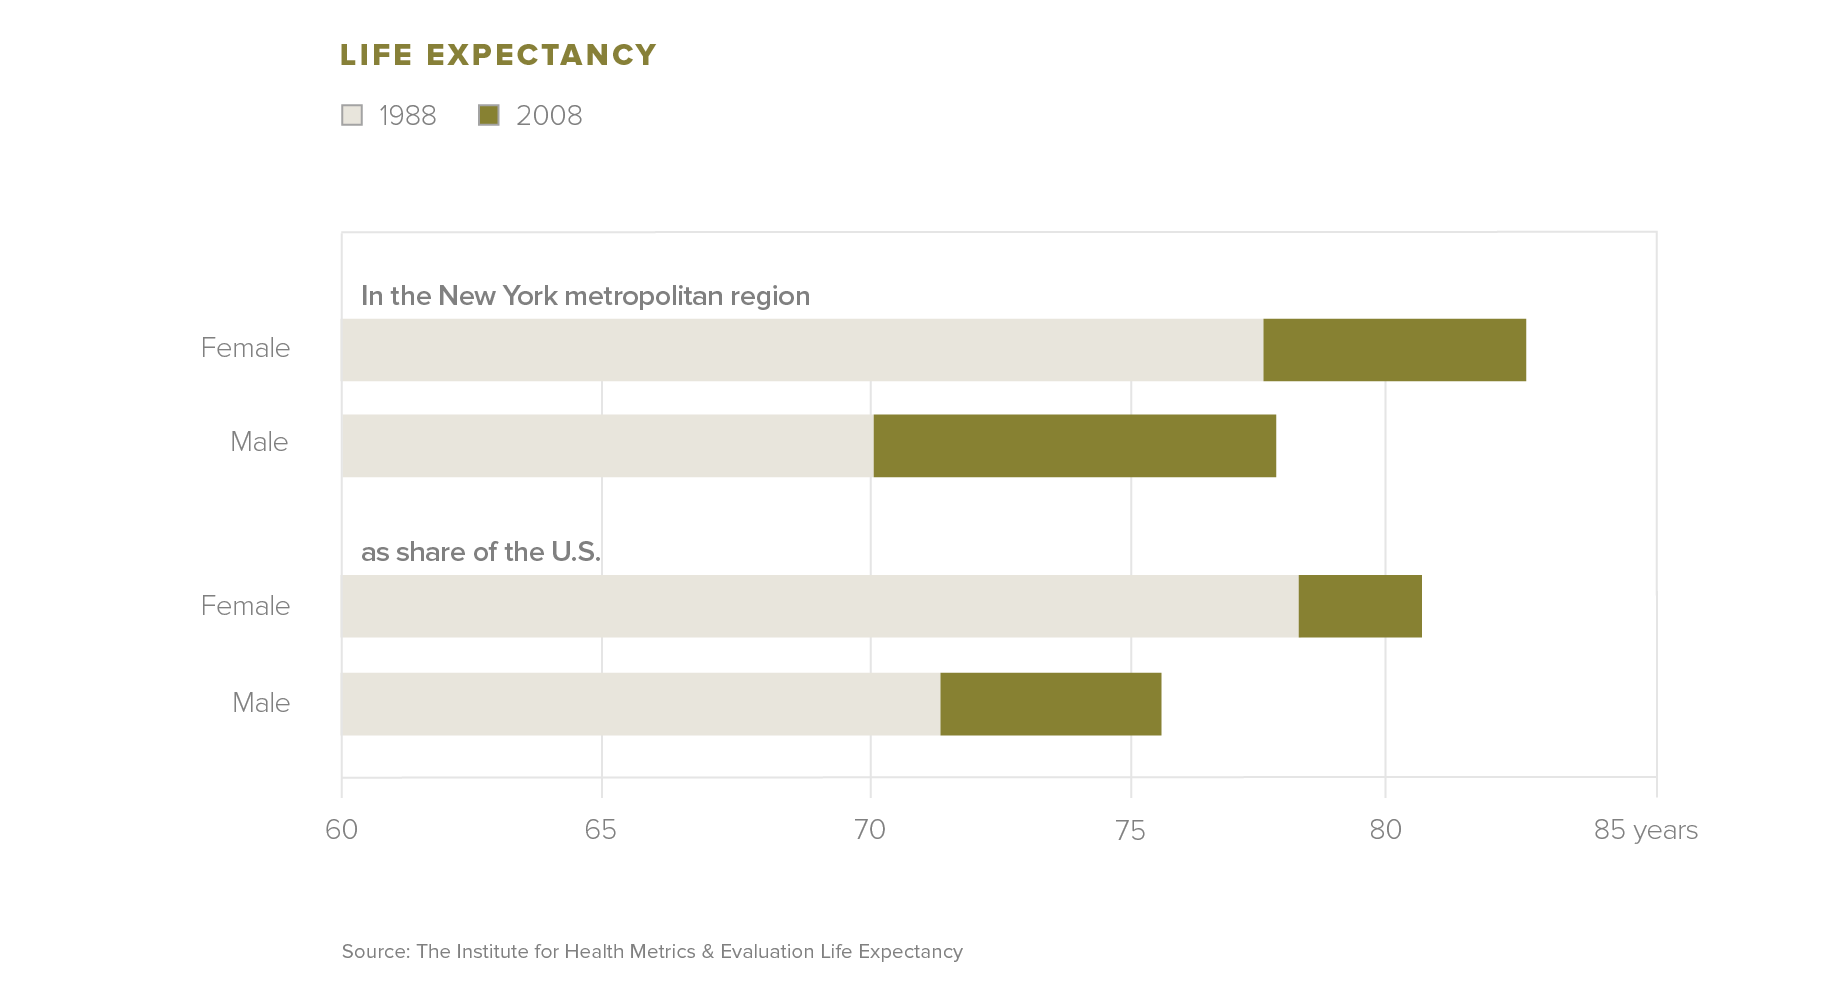 LIFE EXPECTANCY
1988 2008
In the New York metropolitan region
Female
Male
as share of the U.S.
Female
Male
60 65 70 75 80 85 years
Source: The Institute for Health Metrics & Evaluation Life Expectancy